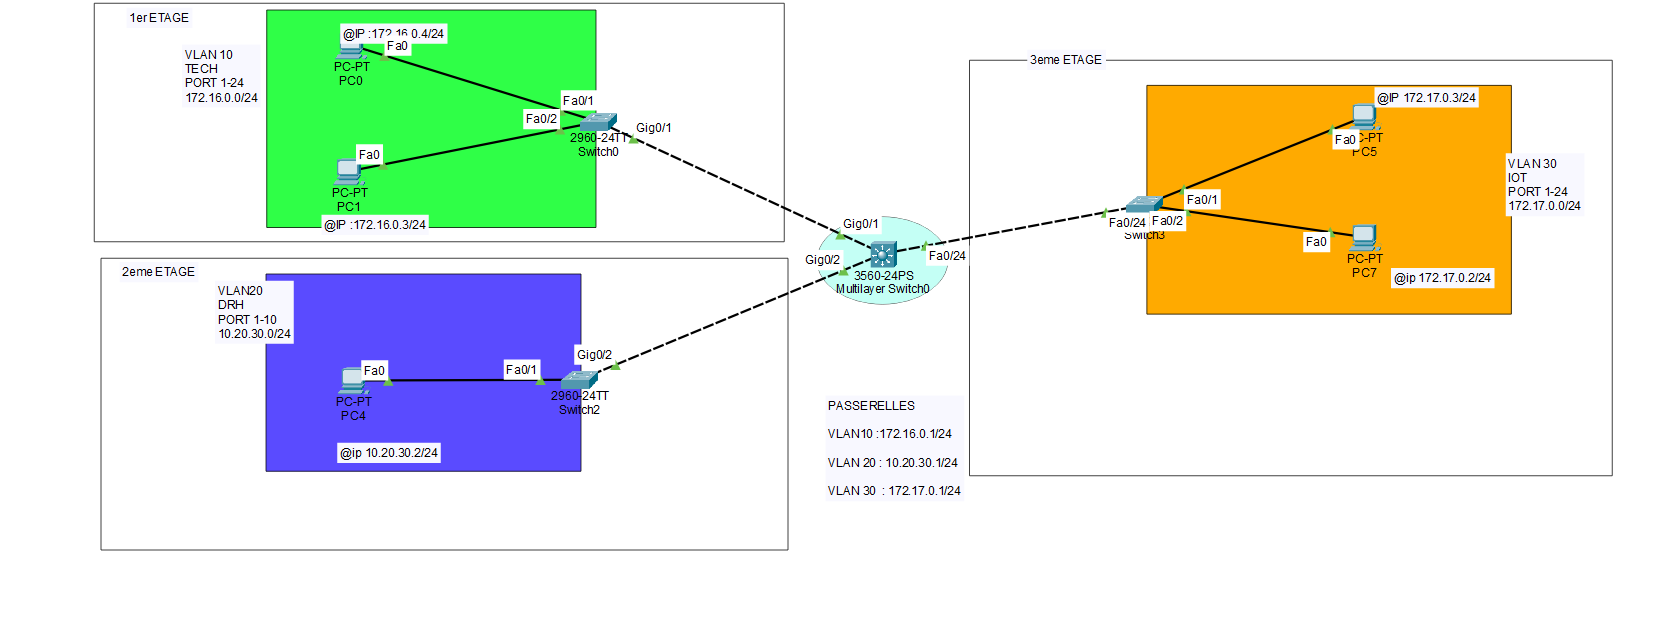 1er ETAGE
VLAN 10
TECH
PORT 1-24
172.16.0.0/24
@IP :172.16.0.4/24
Fa0
PC-PT
PC0
Fa0/1
Fa0/2
2960-24TT
Switch0
Gig0/1
Fa0
PC-PT
PC1
@IP :172.16.0.3/24
2eme ETAGE
VLAN20
DRH
PORT 1-10
10.20.30.0/24
Fa0
PC-PT
PC4
@ip 10.20.30.2/24
Fa0/1
Gig0/2
2960-24TT
Switch2
Gig0/1
Gig0/2
Fa0/24
3560-24PS
Multilayer Switch0
PASSERELLES
VLAN10 :172.16.0.1/24
VLAN 20 : 10.20.30.1/24
VLAN 30 : 172.17.0.1/24
3eme ETAGE
@IP 172.17.0.3/24
Fa0
C-PT
PC5
VLAN 30
IOT
PORT 1-24
172.17.0.0/24
Fa0/1
Fa0/24
Fa0/2
Switch3
Fa0
PC-PT
PC7
@ip 172.17.0.2/24